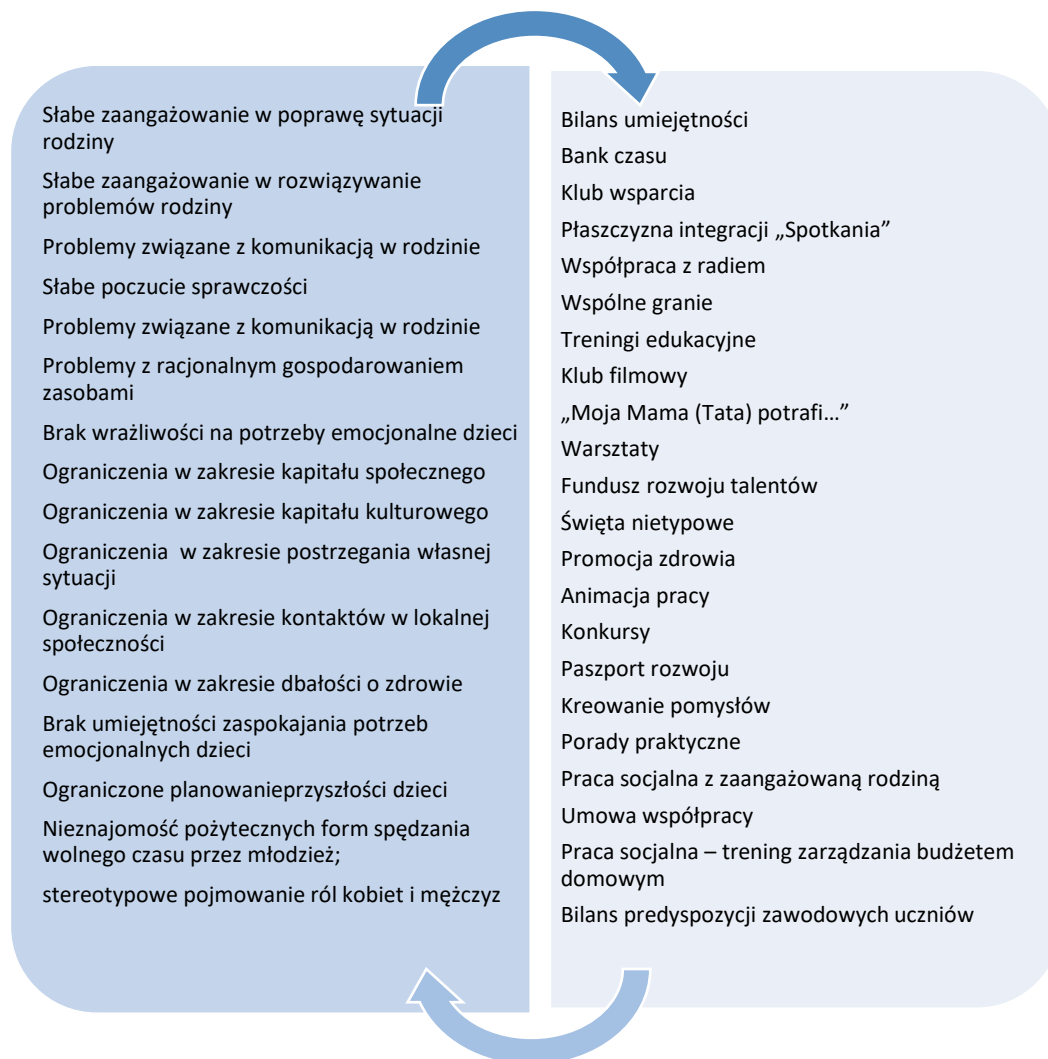 Słabe zaangażowanie w poprawę sytuacji
rodziny
Słabe zaangażowanie w rozwiązywanie
problemów rodziny
Problemy związane z komunikacją w rodzinie
Słabe poczucie sprawczości
Problemy związane z komunikacją w rodzinie
Problemy z racjonalnym gospodarowaniem
zasobami
Brak wrażliwości na potrzeby emocjonalne dzieci
Ograniczenia w zakresie kapitału społecznego
Ograniczenia w zakresie kapitału kulturowego
Ograniczenia  w zakresie postrzegania własnej
sytuacji
Ograniczenia w zakresie kontaktów w lokalnej
społeczności
Ograniczenia w zakresie dbałości o zdrowie
Brak umiejętności zaspokajania potrzeb
emocjonalnych dzieci
Ograniczone planowanieprzyszłości dzieci
Nieznajomość pożytecznych form spędzania
wolnego czasu przez młodzież;
stereotypowe pojmowanie ról kobiet i mężczyz
Bilans umiejętności
Bank czasu
Klub wsparcia
Płaszczyzna integracji „Spotkania”
Współpraca z radiem
Wspólne granie
Treningi edukacyjne
Klub filmowy
„Moja Mama (Tata) potrafi…”
Warsztaty
Fundusz rozwoju talentów
Święta nietypowe
Promocja zdrowia
Animacja pracy
Konkursy
Paszport rozwoju
Kreowanie pomysłów
Porady praktyczne
Praca socjalna z zaangażowaną rodziną
Umowa współpracy
Praca socjalna – trening zarządzania budżetem
domowym
Bilans predyspozycji zawodowych uczniów